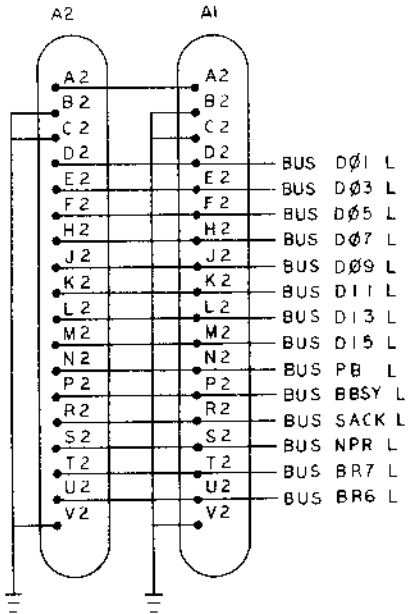 A2 A1
A2 A2
B2 B2
C2 C2
D2 D2 BUS DØ1 L
E2 E2 BUS DØ3 L
F2 F2 BUS DØ5 L
H2 H2 BUS DØ7 L
J2 J2 BUS DØ9 L
K2 K2 BUS D11 L
L2 L2 BUS D13 L
M2 M2 BUS D15 L
N2 N2 BUS PB L
P2 P2 BUS BBSY L
R2 R2 BUS SACK L
S2 S2 BUS NPR L
T2 T2 BUS BR7 L
U2 U2 BUS BR6 L
V2 V2